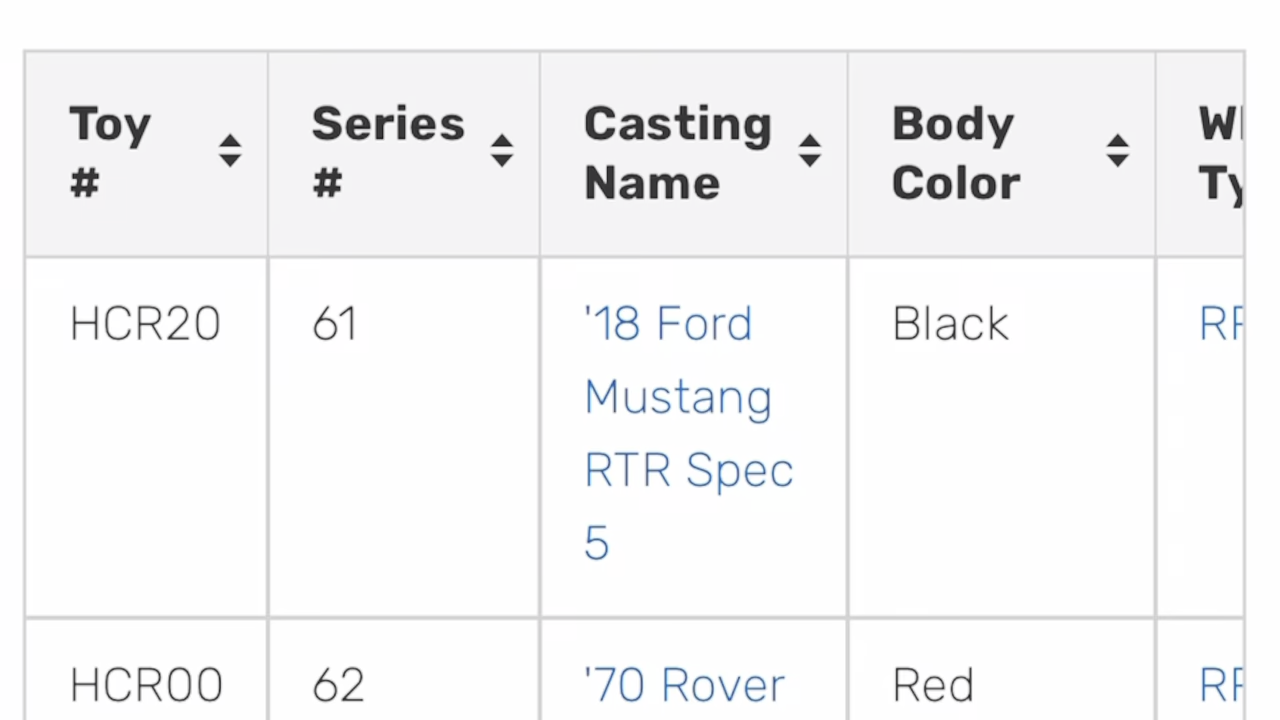 Toy # Series # Casting Name Body Color
HCR20 61 '18 Ford Mustang RTR Spec 5 Black
HCR00 62 '70 Rover Red